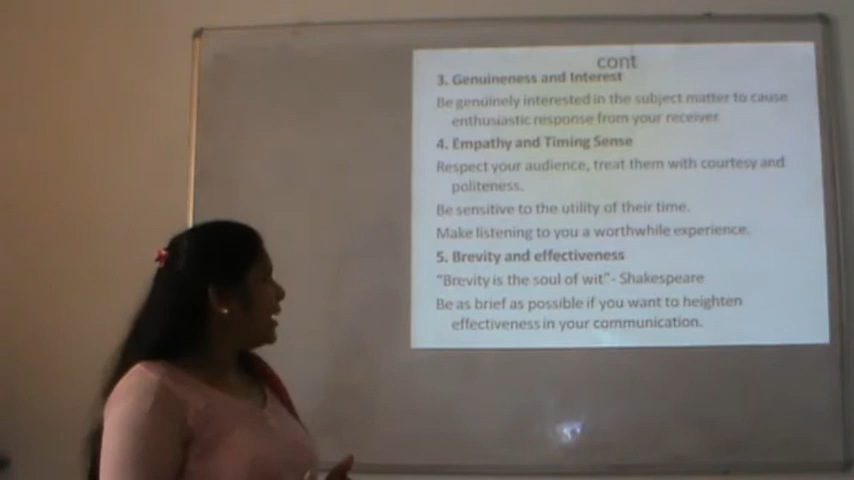 cont
3. Genuineness and Interest
Be genuinely interested in the subject matter to cause
enthusiastic response from your receiver
4. Empathy and Timing Sense
Respect your audience, treat them with courtesy and
politeness.
Be sensitive to the utility of their time.
Make listening to you a worthwhile experience.
5. Brevity and effectiveness
"Brevity is the soul of wit"- Shakespeare
Be as brief as possible if you want to heighten
effectiveness in your communication.